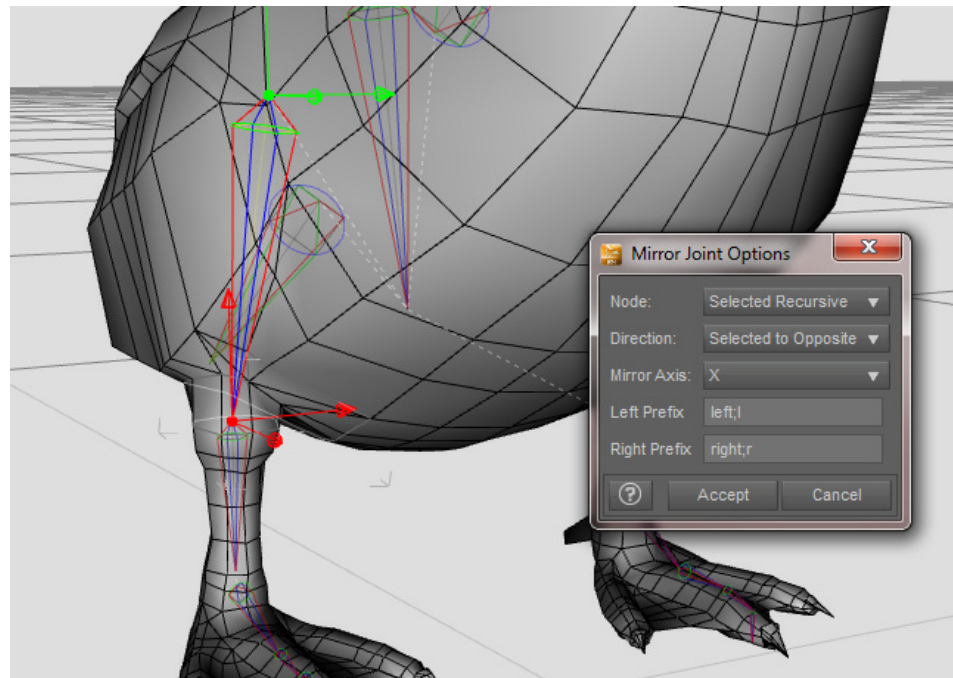 Mirror Joint Options
Node: Selected Recursive
Direction: Selected to Opposite
Mirror Axis: X
Left Prefix left;l
Right Prefix right;r
? Accept Cancel